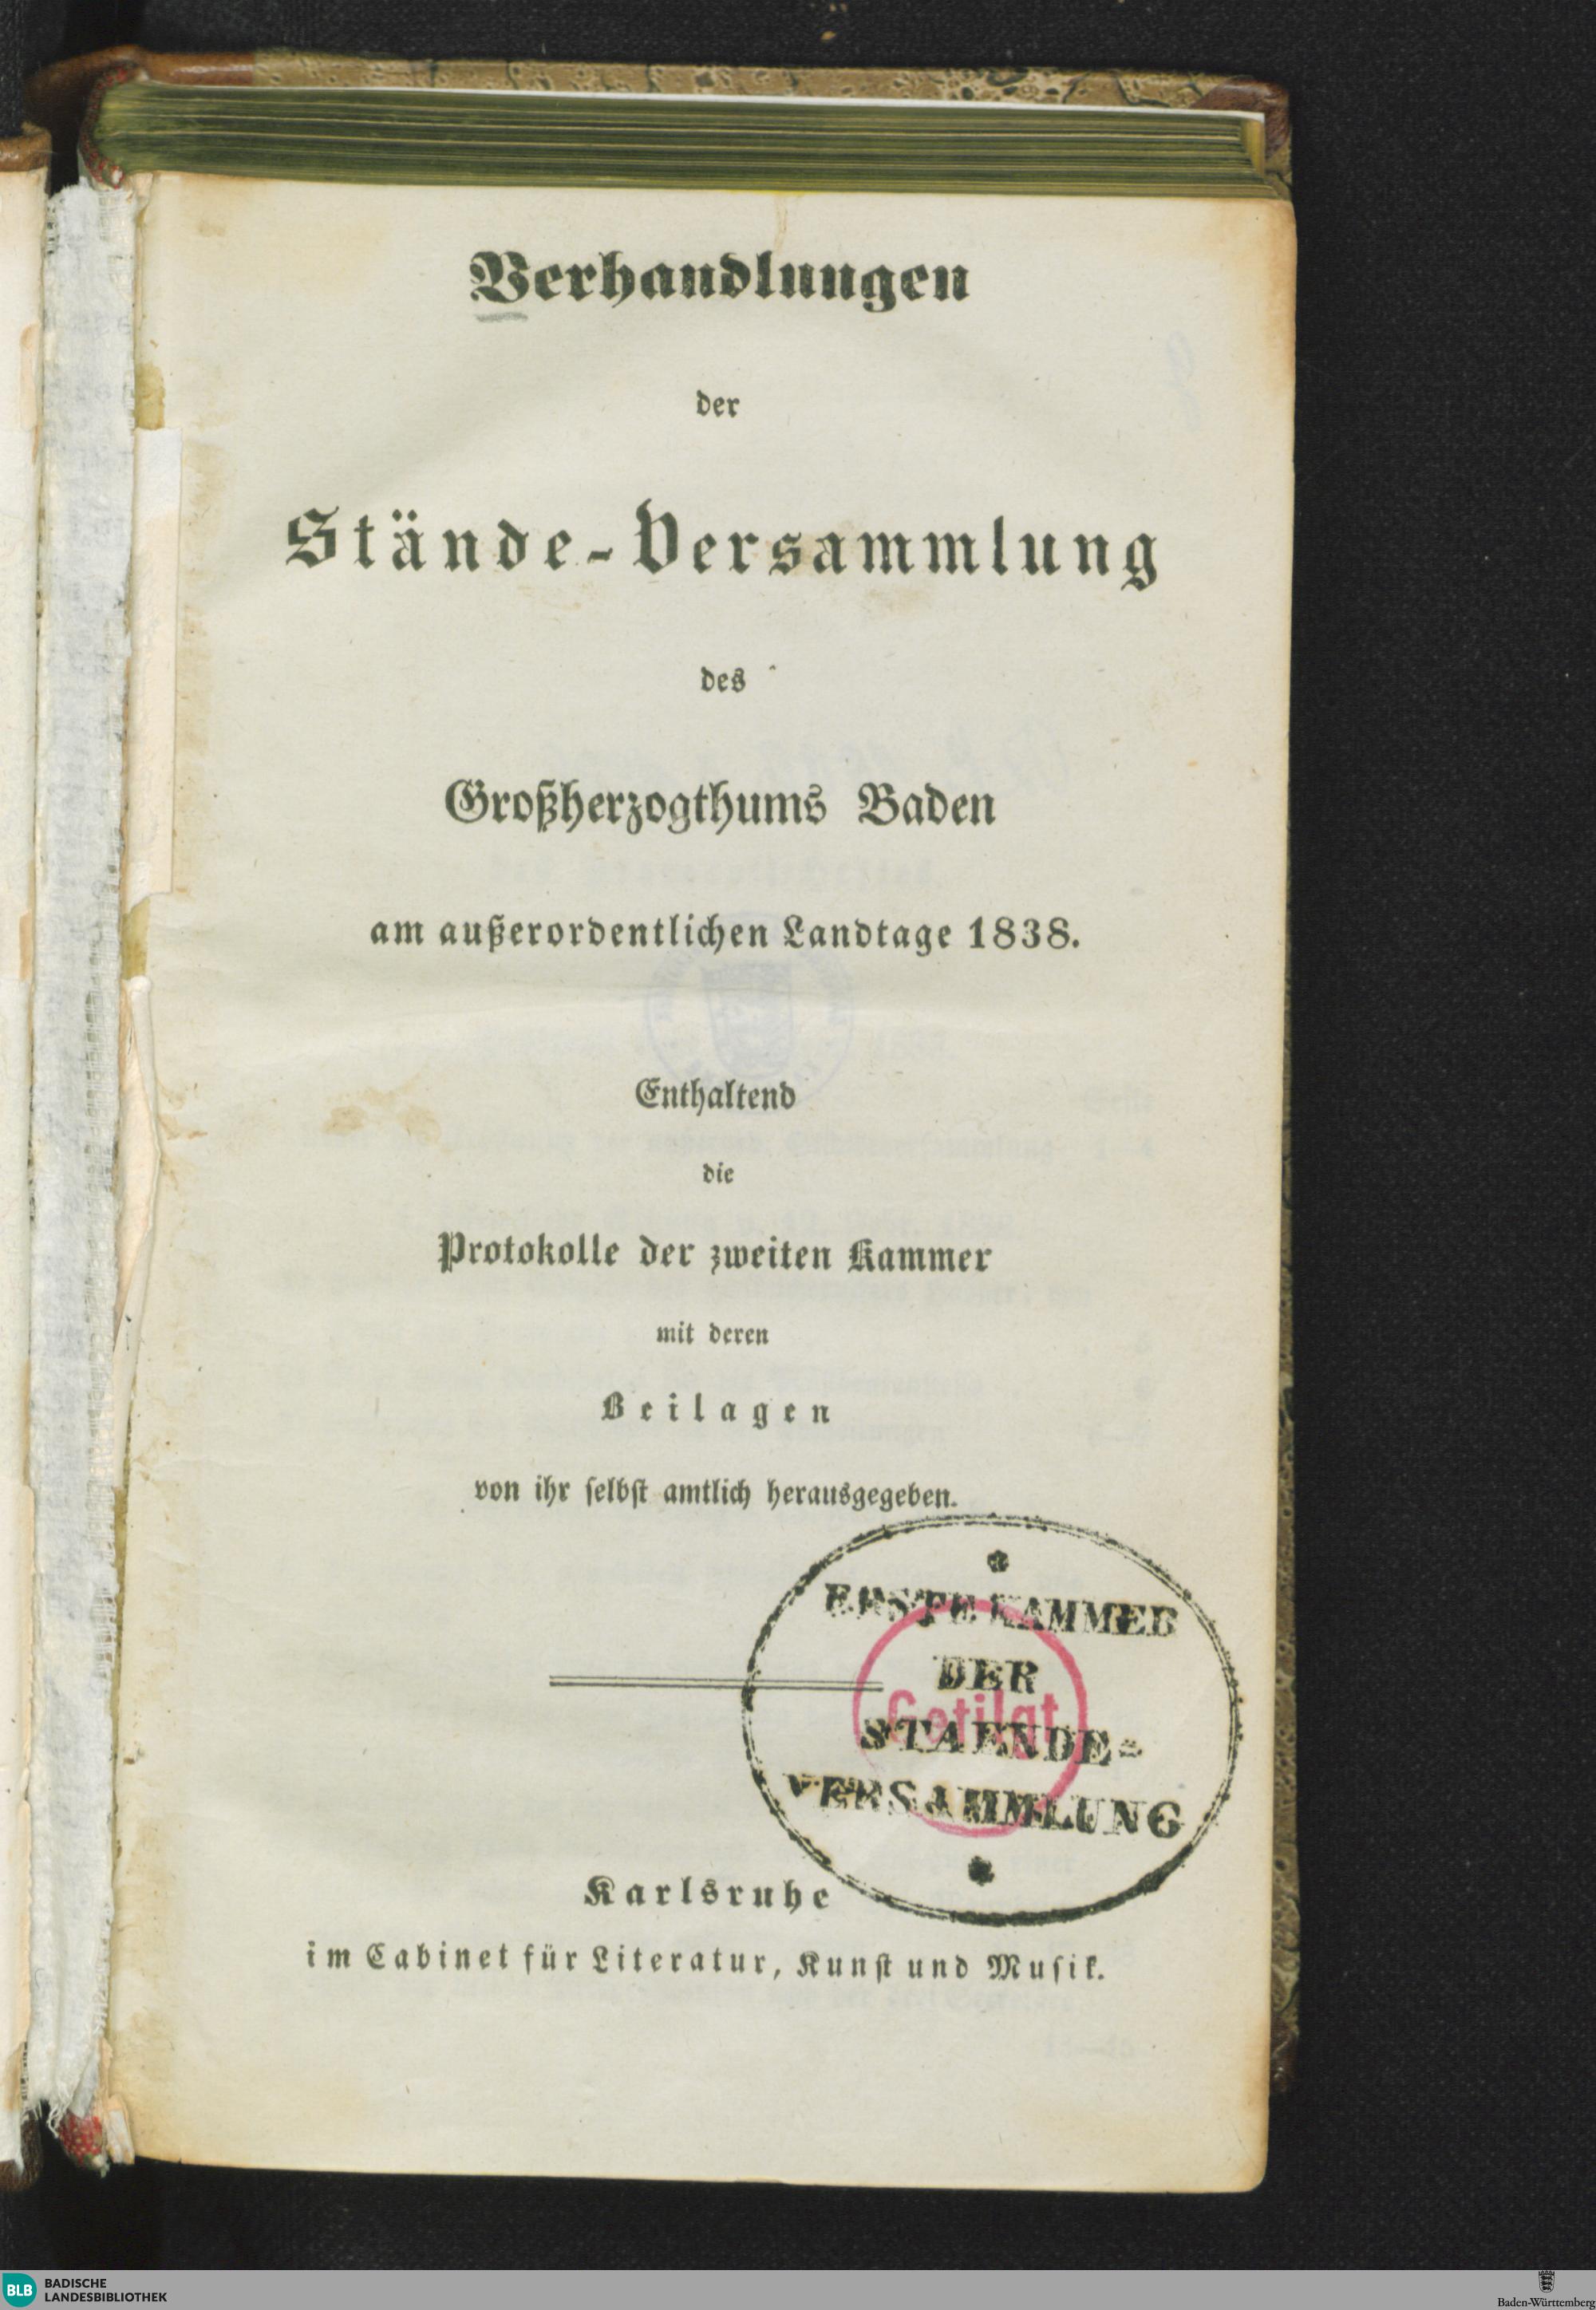 Verhandlungen
der
Stände-Versammlung
des
Großherzogthums Baden
am außerordentlichen Landtage 1838.
Enthaltend
die
Protokolle der zweiten Kammer
mit deren
Beilagen
von ihr ſelbſt amtlich herausgegeben.
ERSTE KAMMER
DER
Getilgt
STAENDE-
VERSAMMLUNG
Karlsruhe
im Cabinet für Literatur, Kunſt und Muſik.
BLB BADISCHE
LANDESBIBLIOTHEK
Baden-Württemberg